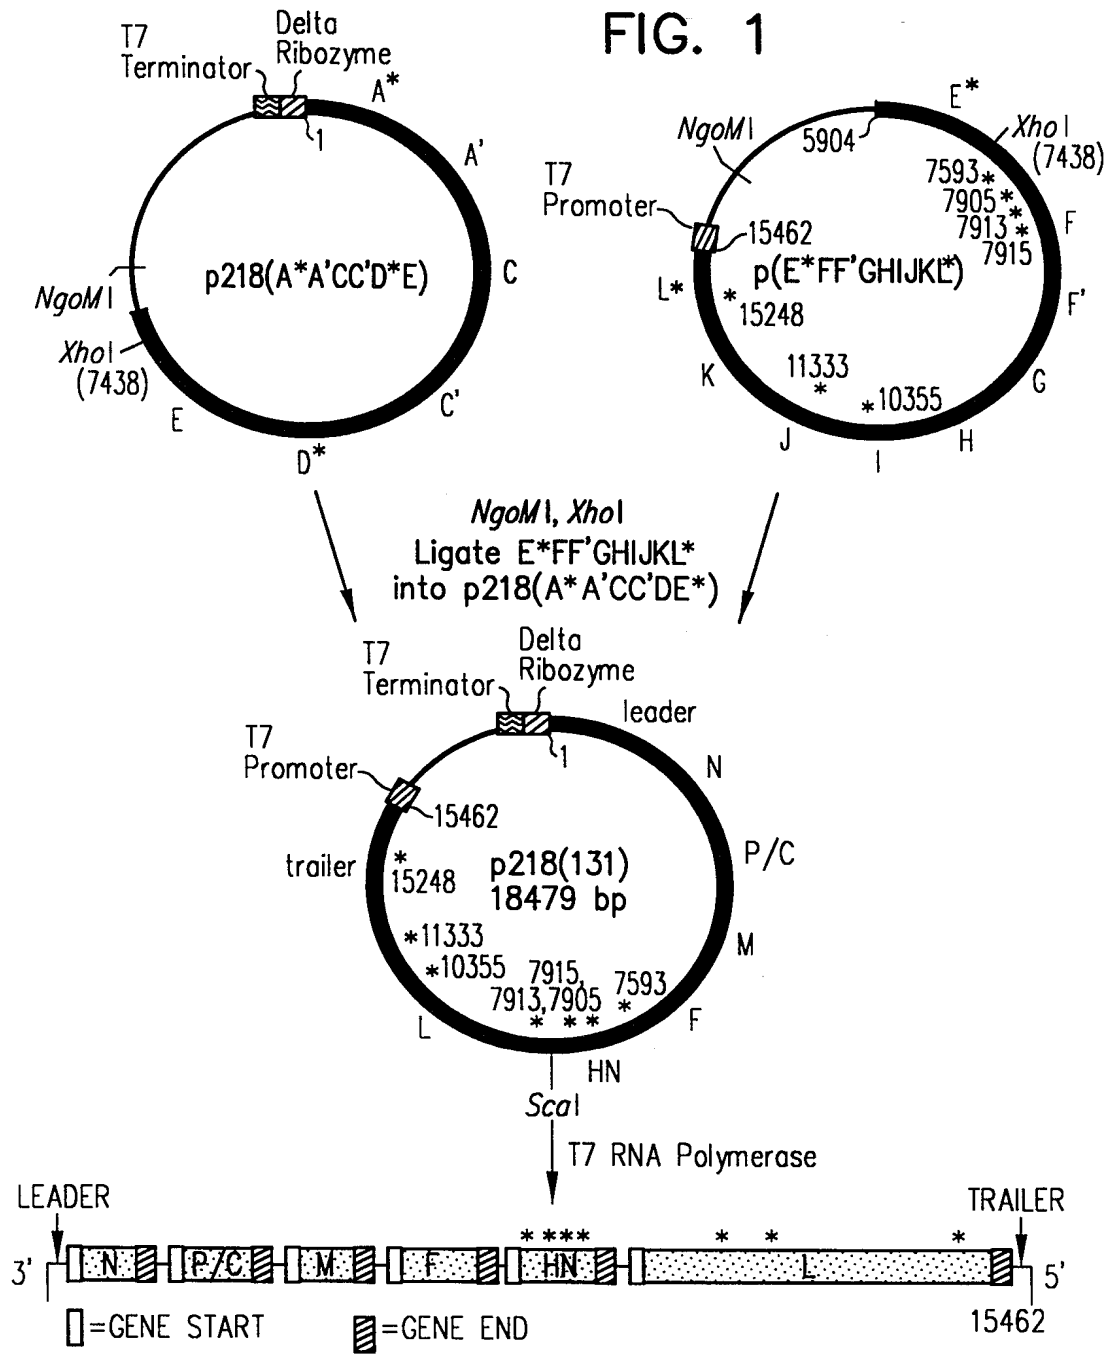 FIG. 1
T7
Terminator
Delta
Ribozyme
A*
1
A'
C
C'
D*
E
XhoI
(7438)
NgoMI
p218(A*A'CC'D*E)
E*
5904
XhoI
(7438)
NgoMI
T7
Promoter
15462
7593*
7905*
7913*
7915
F
F'
G
H
I
J
K
L*
p(E*FF'GHIJKL*)
*
15248
11333
*
*10355
NgoMI, XhoI
Ligate E*FF'GHIJKL*
into p218(A*A'CC'DE*)
T7
Terminator
Delta
Ribozyme
leader
1
T7
Promoter
15462
N
P/C
M
F
HN
L
trailer
p218(131)
18479 bp
*
15248
*11333
*10355
7915,
7913,7905
* * *
7593
*
ScaI
T7 RNA Polymerase
LEADER
TRAILER
* * * * * * *
3' N P/C M F HN L 5'
15462
=GENE START
=GENE END